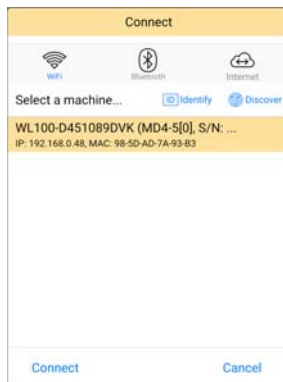 Connect
WiFi Bluetooth Internet
Select a machine... ID Identify Discover
WL100-D451089DVK (MD4-5[0], S/N: ...
IP: 192.168.0.48, MAC: 98-5D-AD-7A-93-B3
Connect Cancel